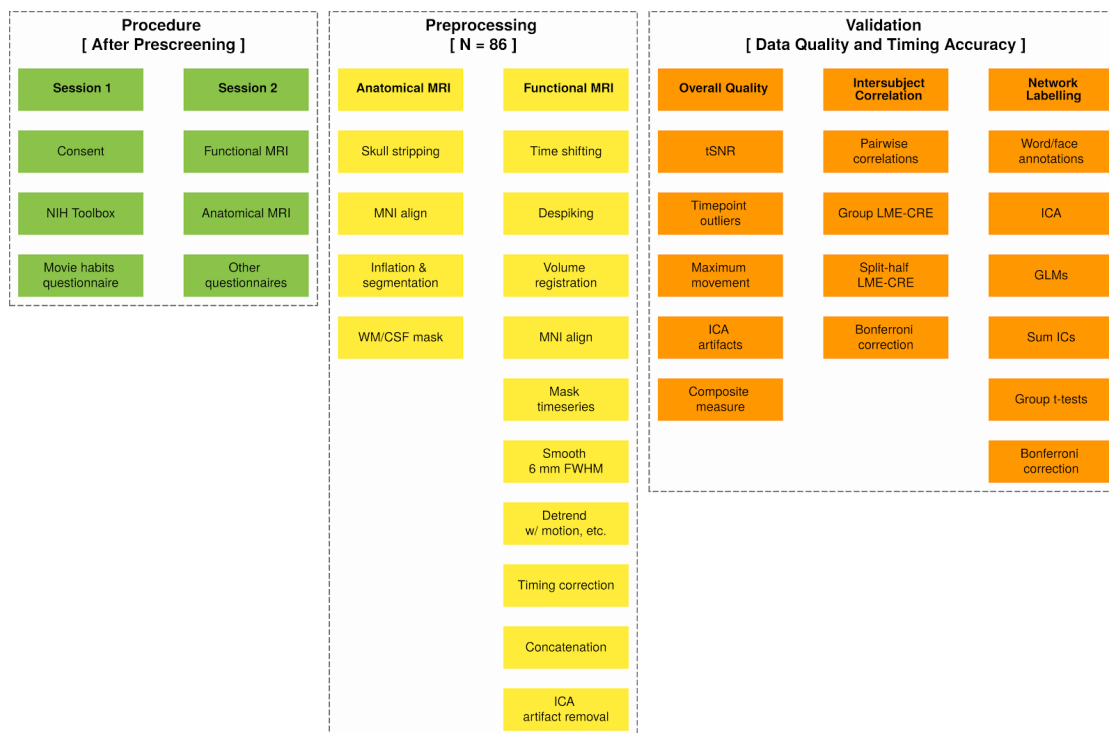 Procedure
[ After Prescreening ]
Session 1
Consent
NIH Toolbox
Movie habits
questionnaire
Session 2
Functional MRI
Anatomical MRI
Other
questionnaires
Preprocessing
[ N = 86 ]
Anatomical MRI
Skull stripping
MNI align
Inflation &
segmentation
WM/CSF mask
Functional MRI
Time shifting
Despiking
Volume
registration
MNI align
Mask
timeseries
Smooth
6 mm FWHM
Detrend
w/ motion, etc.
Timing correction
Concatenation
ICA
artifact removal
Validation
[ Data Quality and Timing Accuracy ]
Overall Quality
tSNR
Timepoint
outliers
Maximum
movement
ICA
artifacts
Composite
measure
Intersubject
Correlation
Pairwise
correlations
Group LME-CRE
Split-half
LME-CRE
Bonferroni
correction
Network
Labelling
Word/face
annotations
ICA
GLMs
Sum ICs
Group t-tests
Bonferroni
correction